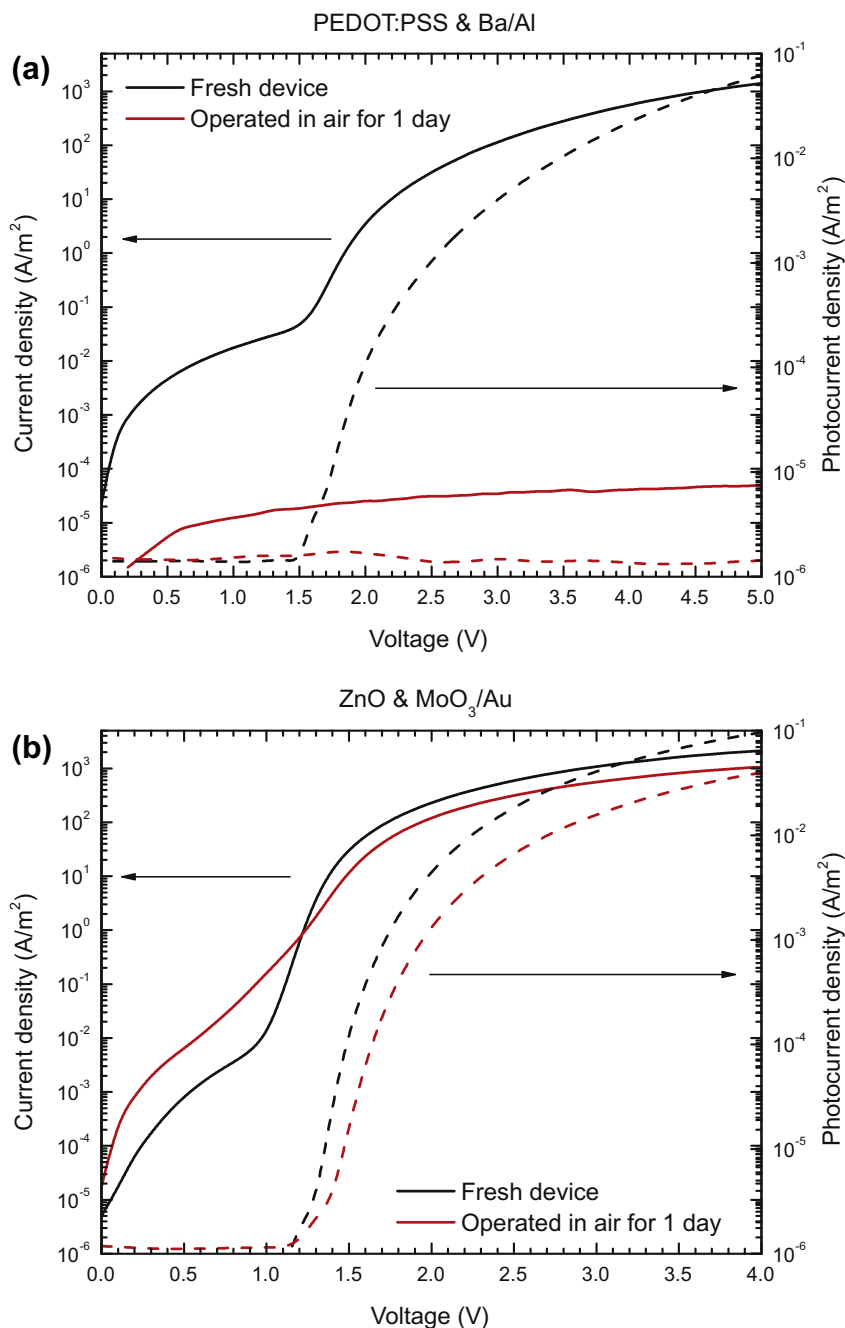 PEDOT:PSS & Ba/Al
(a)
Fresh device
Operated in air for 1 day
Current density (A/m²)
10³
10²
10¹
10⁰
10⁻¹
10⁻²
10⁻³
10⁻⁴
10⁻⁵
10⁻⁶
Photocurrent density (A/m²)
10⁻¹
10⁻²
10⁻³
10⁻⁴
10⁻⁵
10⁻⁶
0.0 0.5 1.0 1.5 2.0 2.5 3.0 3.5 4.0 4.5 5.0
Voltage (V)
ZnO & MoO₃/Au
(b)
Current density (A/m²)
10³
10²
10¹
10⁰
10⁻¹
10⁻²
10⁻³
10⁻⁴
10⁻⁵
10⁻⁶
Photocurrent density (A/m²)
10⁻¹
10⁻²
10⁻³
10⁻⁴
10⁻⁵
10⁻⁶
Fresh device
Operated in air for 1 day
0.0 0.5 1.0 1.5 2.0 2.5 3.0 3.5 4.0
Voltage (V)